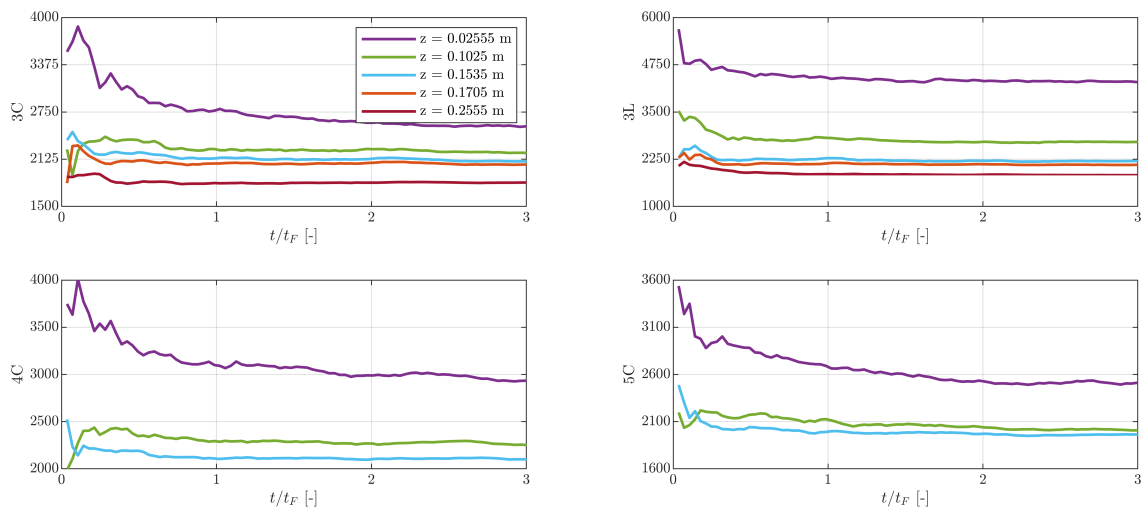 4000
3375
2750
2125
1500
3C
0
1
2
3
t/t_F [-]
z = 0.02555 m
z = 0.1025 m
z = 0.1535 m
z = 0.1705 m
z = 0.2555 m
6000
4750
3500
2250
1000
3L
0
1
2
3
t/t_F [-]
4000
3500
3000
2500
2000
4C
0
1
2
3
t/t_F [-]
3600
3100
2600
2100
1600
5C
0
1
2
3
t/t_F [-]